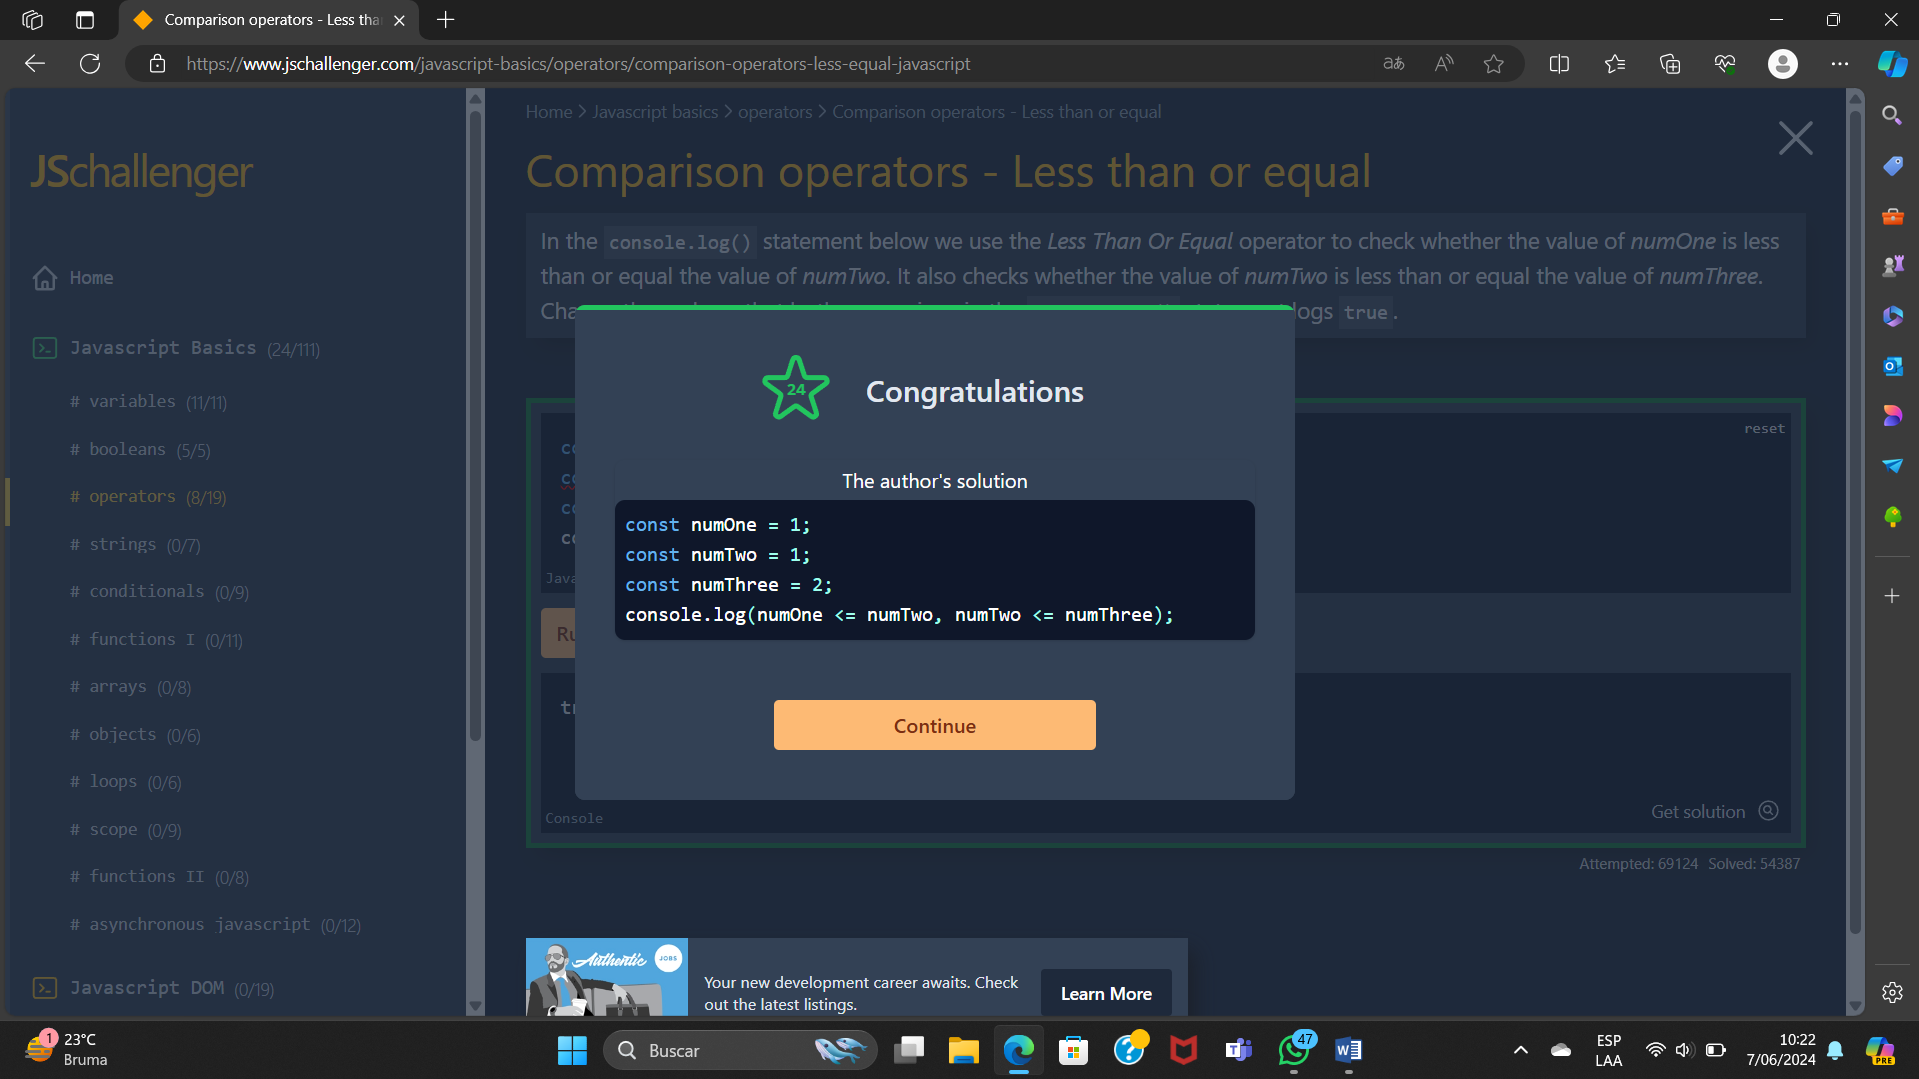 Comparison operators - Less tha
https://www.jschallenger.com/javascript-basics/operators/comparison-operators-less-equal-javascript
aあ
JSchallenger
Home
Javascript Basics (24/111)
# variables (11/11)
# booleans (5/5)
# operators (8/19)
# strings (0/7)
# conditionals (0/9)
# functions I (0/11)
# arrays (0/8)
# objects (0/6)
# loops (0/6)
# scope (0/9)
# functions II (0/8)
# asynchronous javascript (0/12)
Javascript DOM (0/19)
Home > Javascript basics > operators > Comparison operators - Less than or equal
Comparison operators - Less than or equal
In the console.log() statement below we use the Less Than Or Equal operator to check whether the value of numOne is less
than or equal the value of numTwo. It also checks whether the value of numTwo is less than or equal the value of numThree.
logs true.
reset
24
Congratulations
The author's solution
const numOne = 1;
const numTwo = 1;
const numThree = 2;
console.log(numOne <= numTwo, numTwo <= numThree);
Continue
Console
Get solution
Attempted: 69124 Solved: 54387
Authentic
JOBS
Your new development career awaits. Check
out the latest listings.
Learn More
1
23°C
Bruma
Buscar
47
ESP
LAA
10:22
7/06/2024
PRE